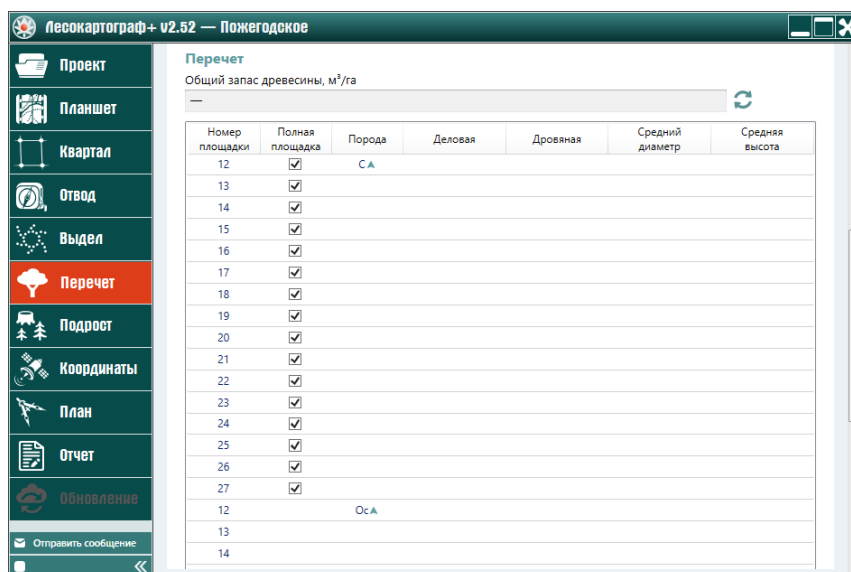 Лесокартограф+ v2.52 — Пожегодское
Проект
Планшет
Квартал
Отвод
Выдел
Перечет
Подрост
Координаты
План
Отчет
Обновление
Отправить сообщение
Перечет
Общий запас древесины, м³/га
—
Номер площадки Полная площадка Порода Деловая Дровяная Средний диаметр Средняя высота
12 С
13
14
15
16
17
18
19
20
21
22
23
24
25
26
27
12 Ос
13
14